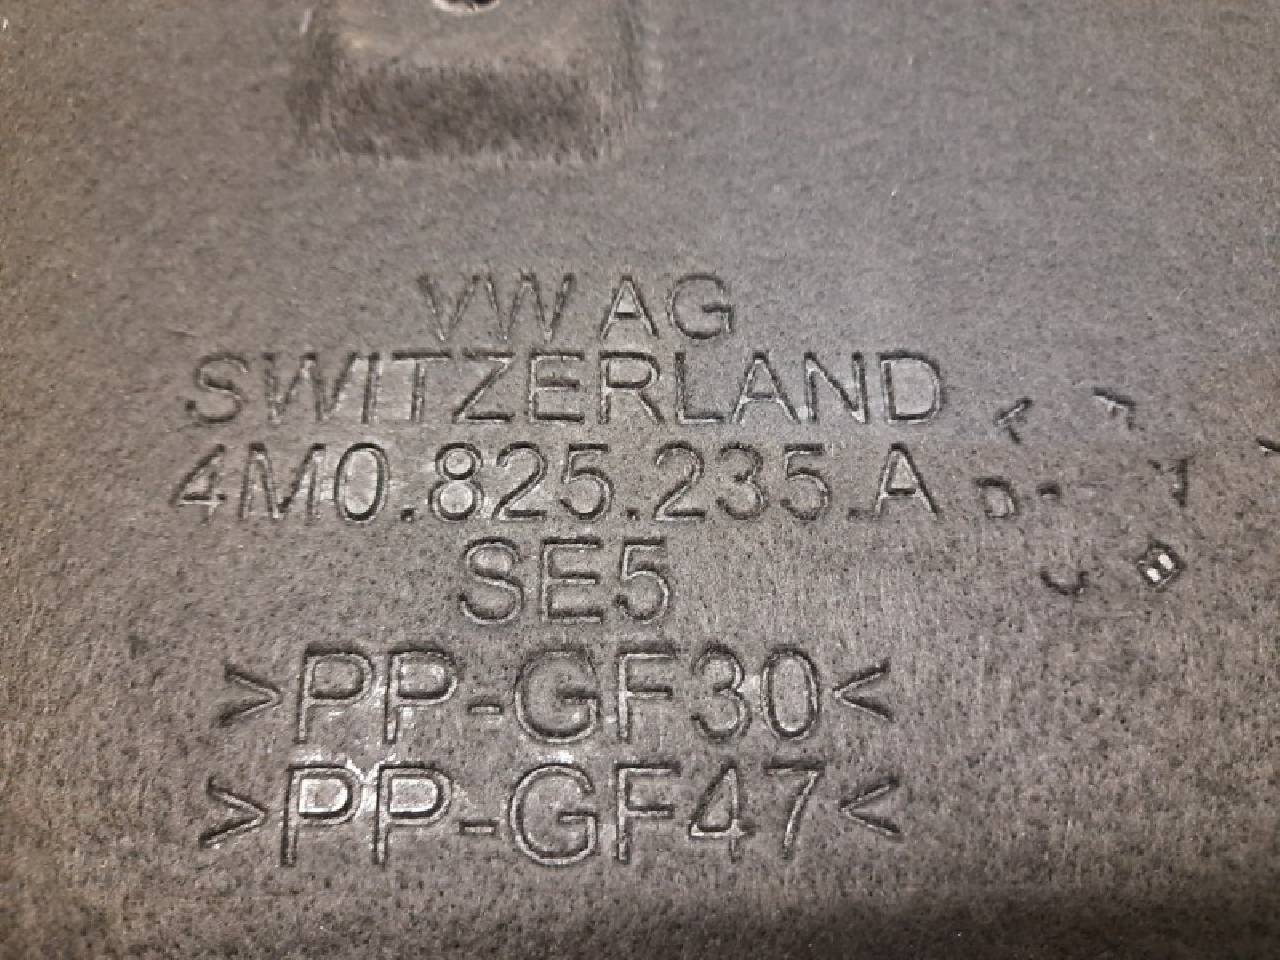 VW AG
SWITZERLAND
4M0.825.235.A
SE5
>PP-GF30<
>PP-GF47<